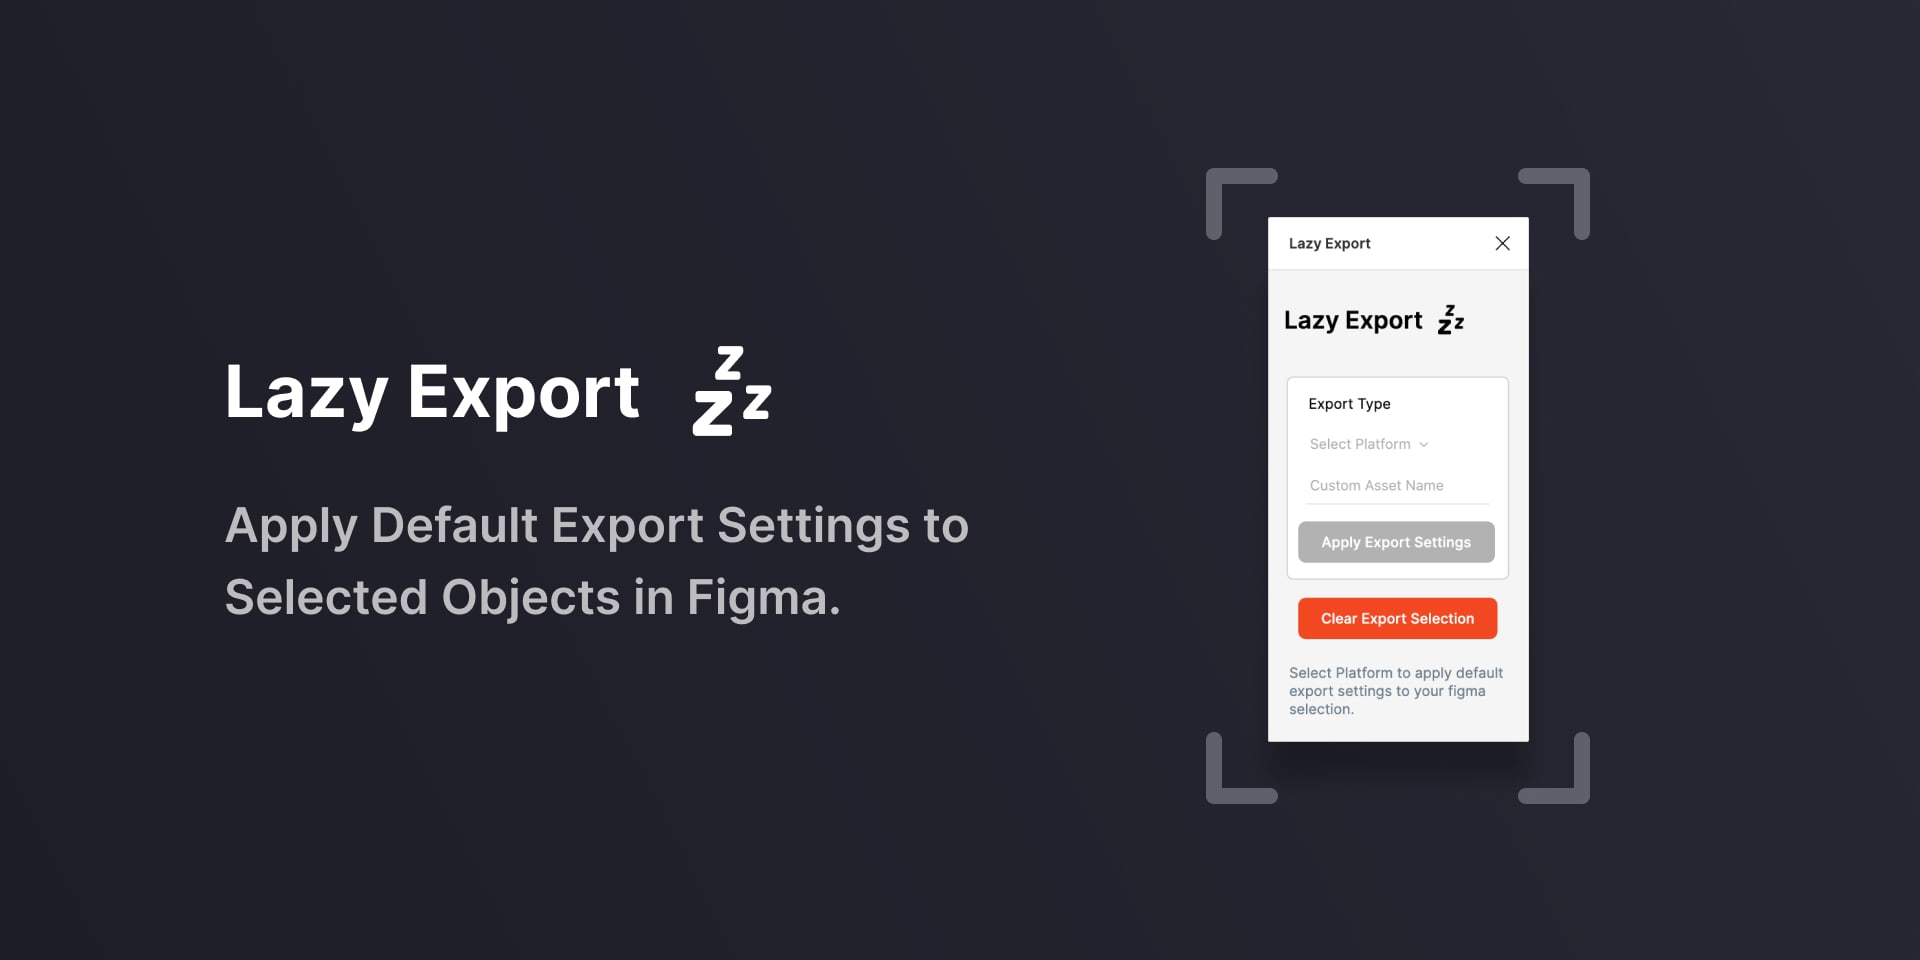 Lazy Export zzz
Apply Default Export Settings to
Selected Objects in Figma.
Lazy Export
Lazy Export zzz
Export Type
Select Platform
Custom Asset Name
Apply Export Settings
Clear Export Selection
Select Platform to apply default
export settings to your figma
selection.